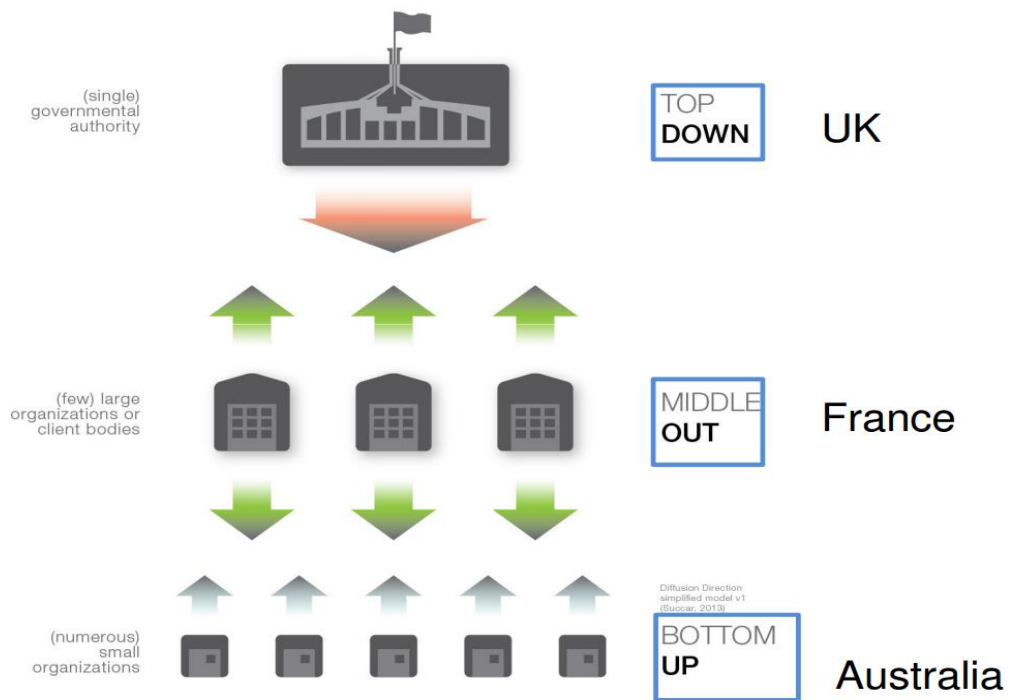 (single)
governmental
authority
TOP
DOWN
UK
(few) large
organizations or
client bodies
MIDDLE
OUT
France
Diffusion Direction
simplified model v1
(Succar, 2013)
(numerous)
small
organizations
BOTTOM
UP
Australia